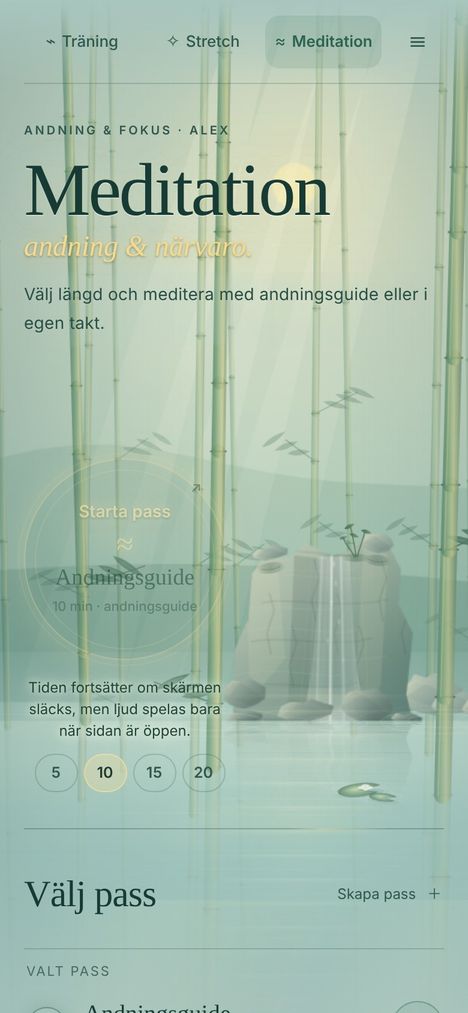 Träning Stretch Meditation
ANDNING & FOKUS · ALEX
Meditation
andning & närvaro.
Välj längd och meditera med andningsguide eller i
egen takt.
Starta pass
Andningsguide
10 min · andningsguide
Tiden fortsätter om skärmen
släcks, men ljud spelas bara
när sidan är öppen.
5 10 15 20
Välj pass
Skapa pass +
VALT PASS
Andningsguide